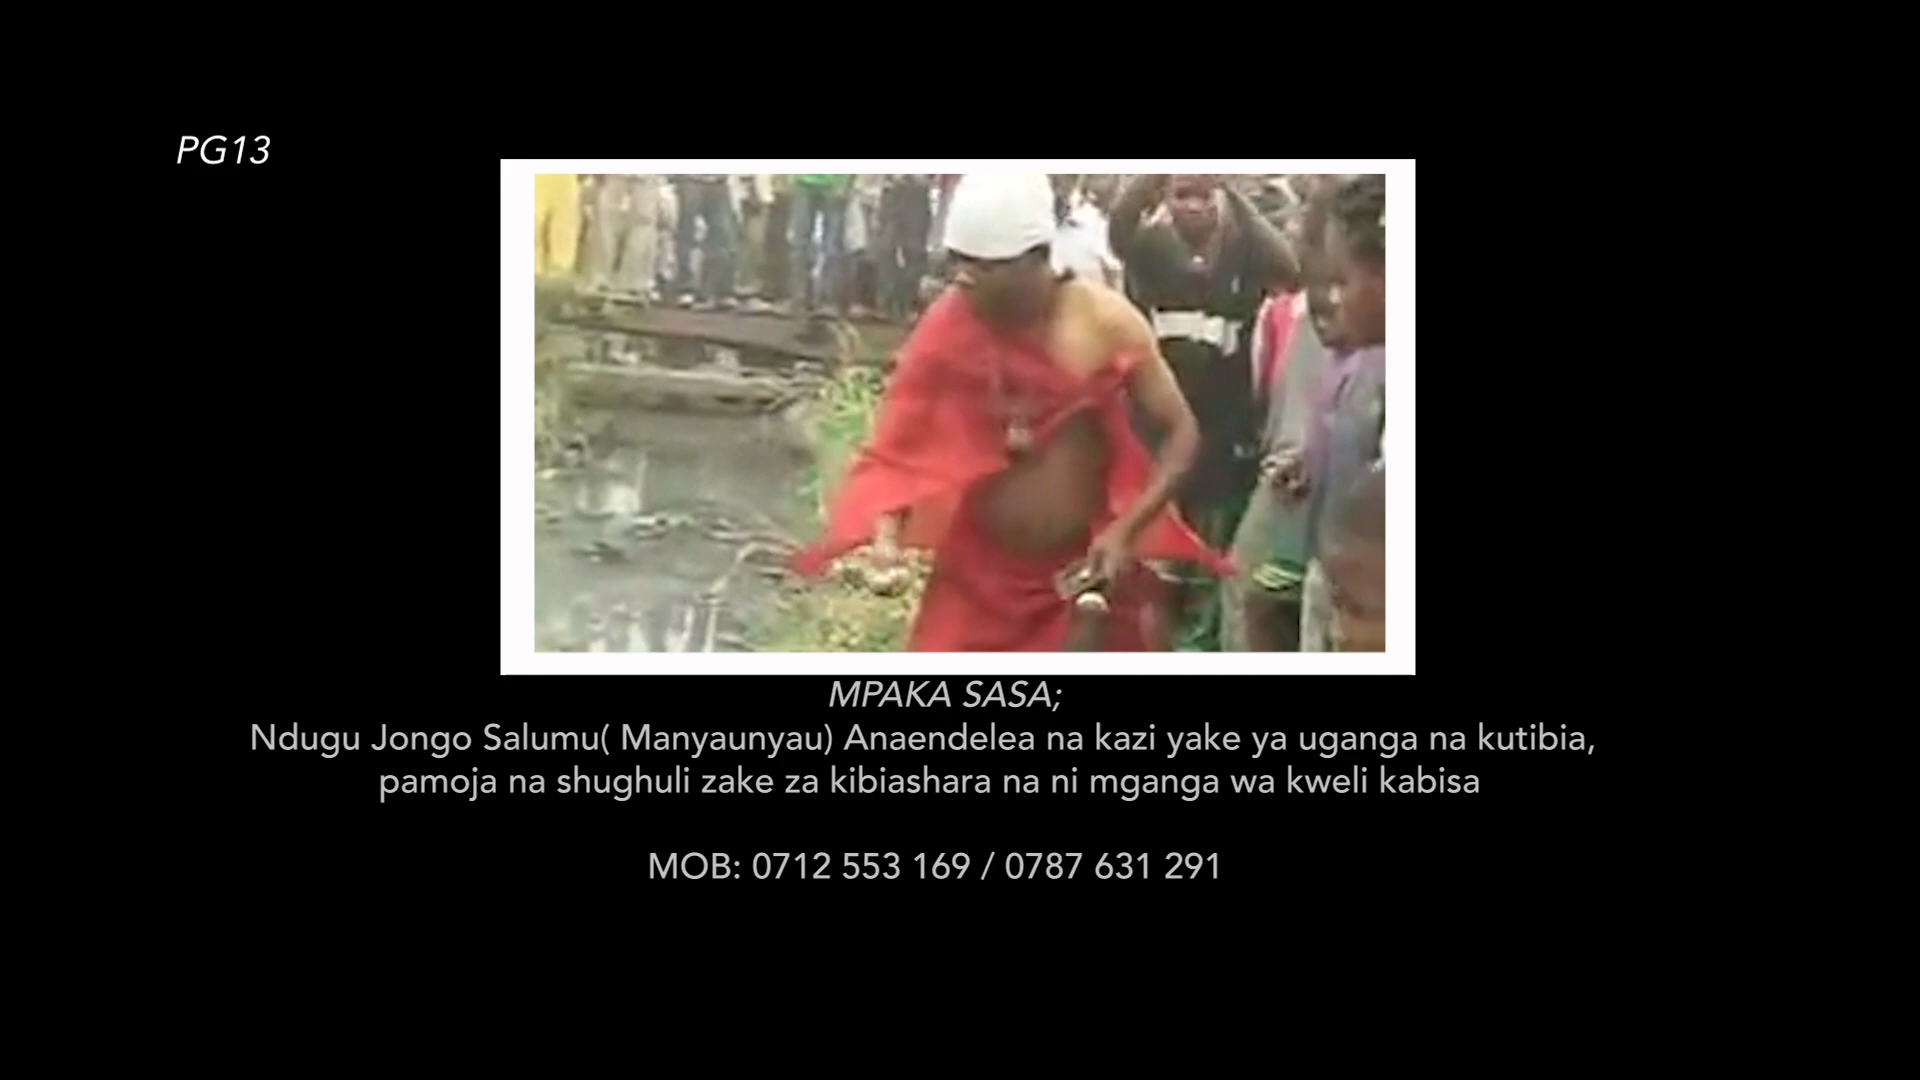 PG13
MPAKA SASA;
Ndugu Jongo Salumu( Manyaunyau) Anaendelea na kazi yake ya uganga na kutibia,
pamoja na shughuli zake za kibiashara na ni mganga wa kweli kabisa
MOB: 0712 553 169 / 0787 631 291